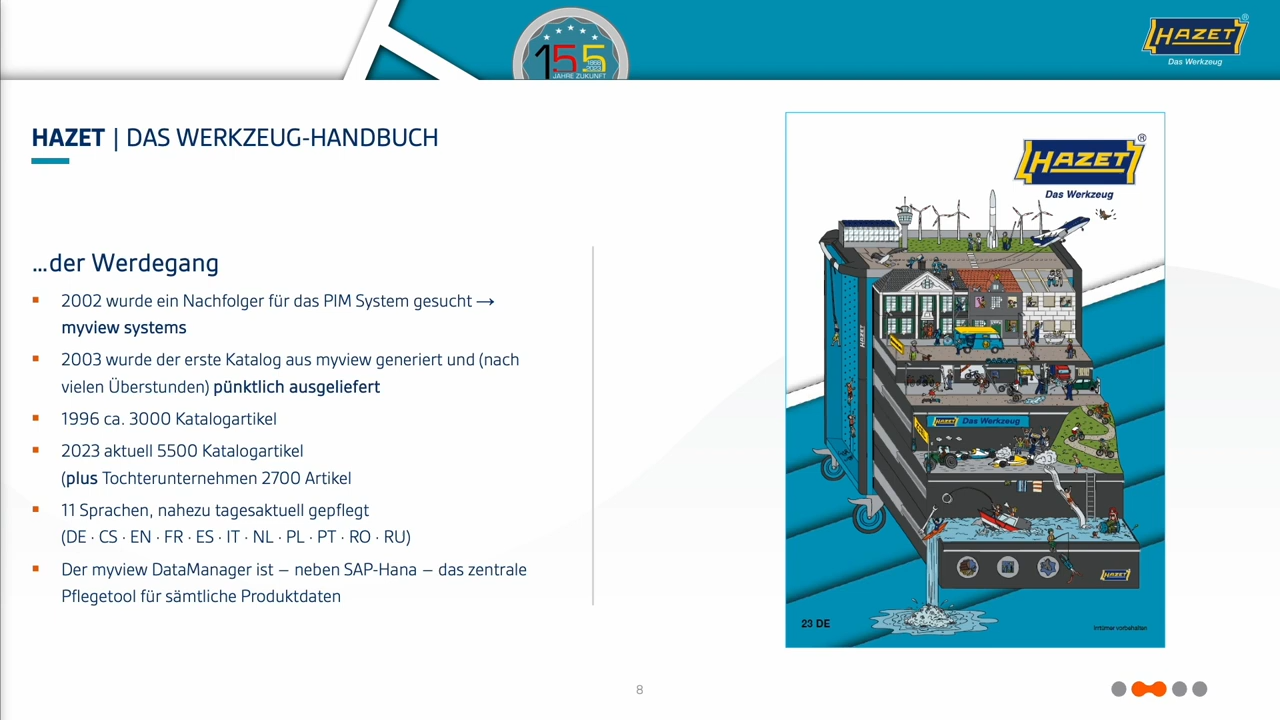 155
1868
2023
JAHRE ZUKUNFT
HAZET
®
Das Werkzeug
HAZET | DAS WERKZEUG-HANDBUCH
...der Werdegang
▪ 2002 wurde ein Nachfolger für das PIM System gesucht →
myview systems
▪ 2003 wurde der erste Katalog aus myview generiert und (nach
vielen Überstunden) pünktlich ausgeliefert
▪ 1996 ca. 3000 Katalogartikel
▪ 2023 aktuell 5500 Katalogartikel
(plus Tochterunternehmen 2700 Artikel
▪ 11 Sprachen, nahezu tagesaktuell gepflegt
(DE · CS · EN · FR · ES · IT · NL · PL · PT · RO · RU)
▪ Der myview DataManager ist – neben SAP-Hana – das zentrale
Pflegetool für sämtliche Produktdaten
HAZET
®
Das Werkzeug
HAZET
HAZET Das Werkzeug
HAZET
23 DE
Irrtümer vorbehalten
8